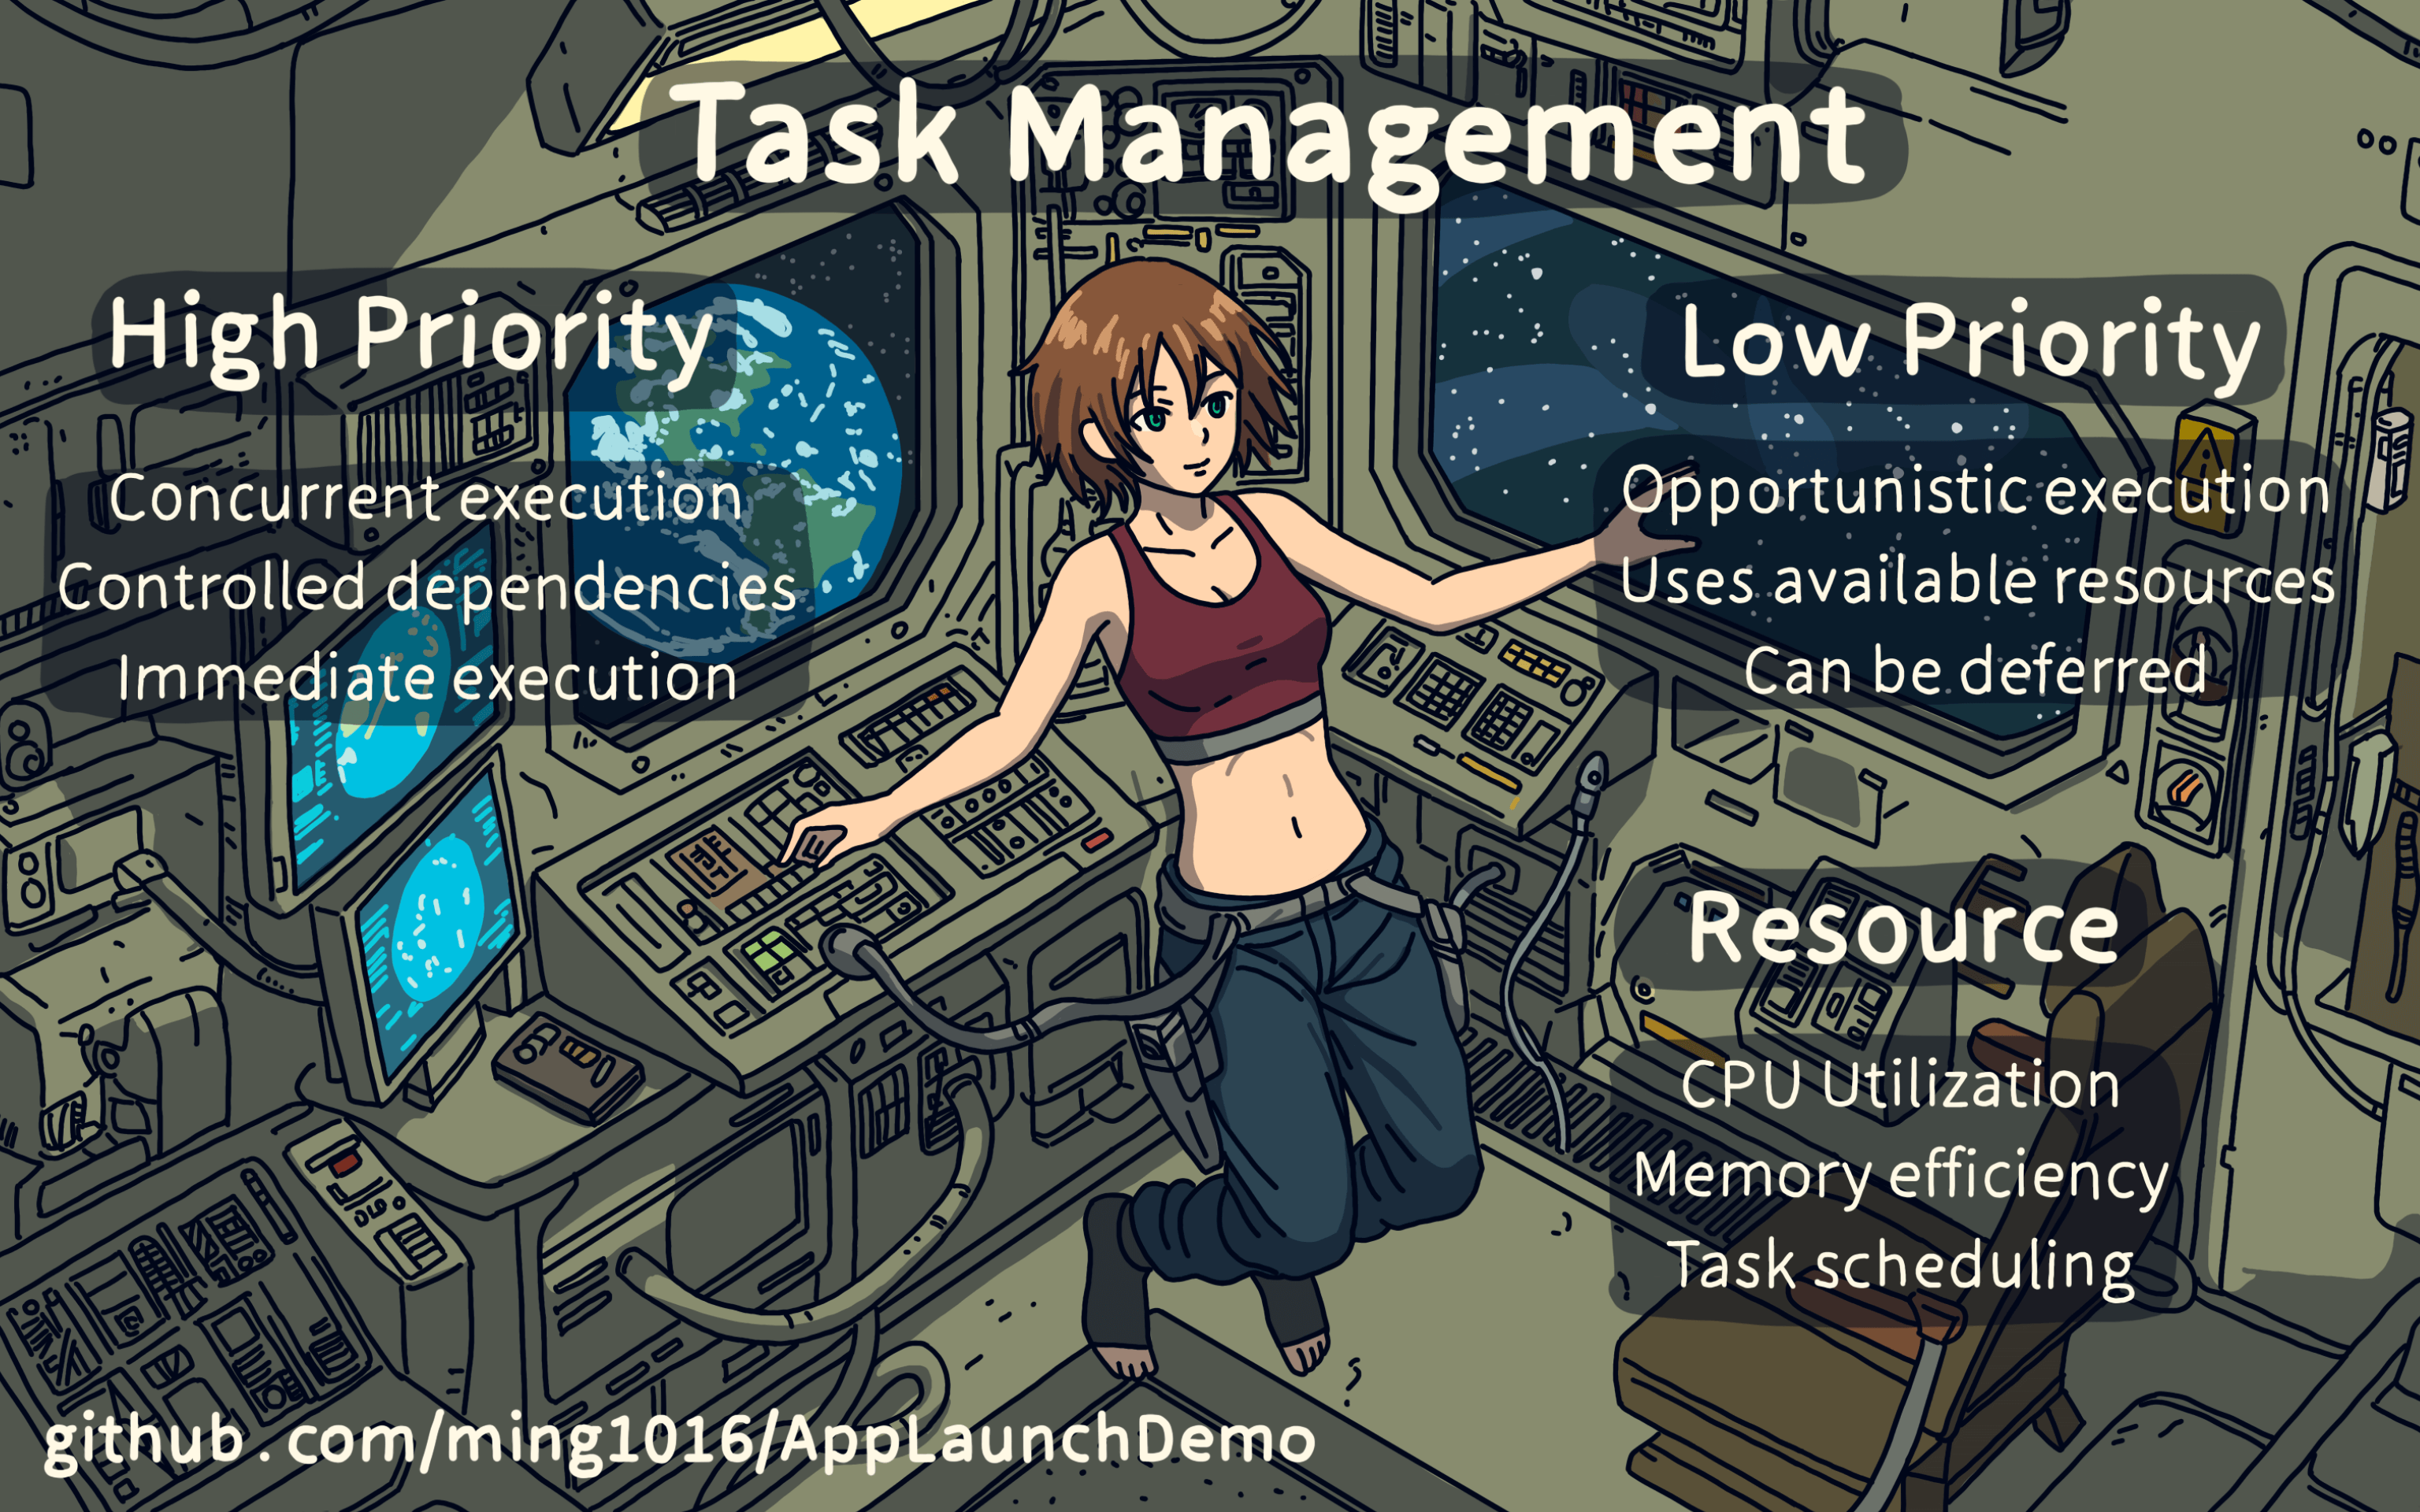 Task Management
High Priority
Concurrent execution
Controlled dependencies
Immediate execution
Low Priority
Opportunistic execution
Uses available resources
Can be deferred
Resource
CPU Utilization
Memory efficiency
Task scheduling
github.com/ming1016/AppLaunchDemo